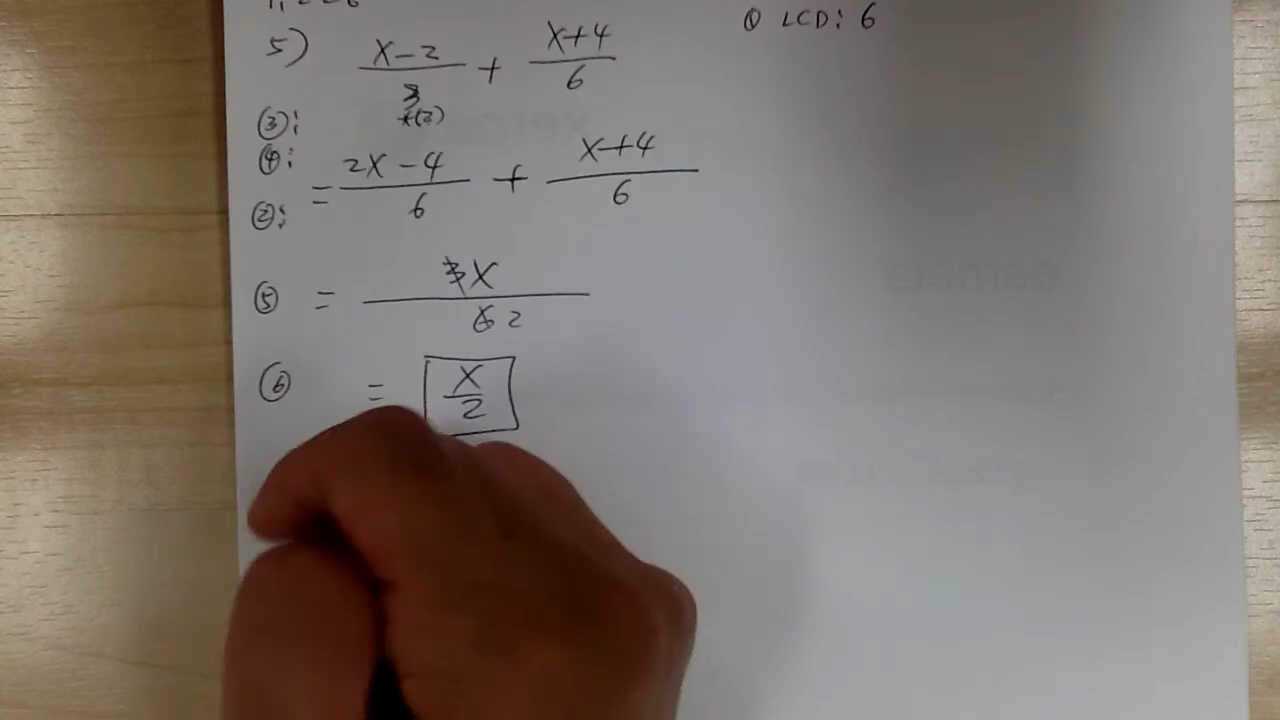 ① LCD: 6
5) x-2/3 + x+4/6
③: *(2)
④: = 2x-4/6 + x+4/6
②:
⑤ = 3x/6 2
⑥ = x/2